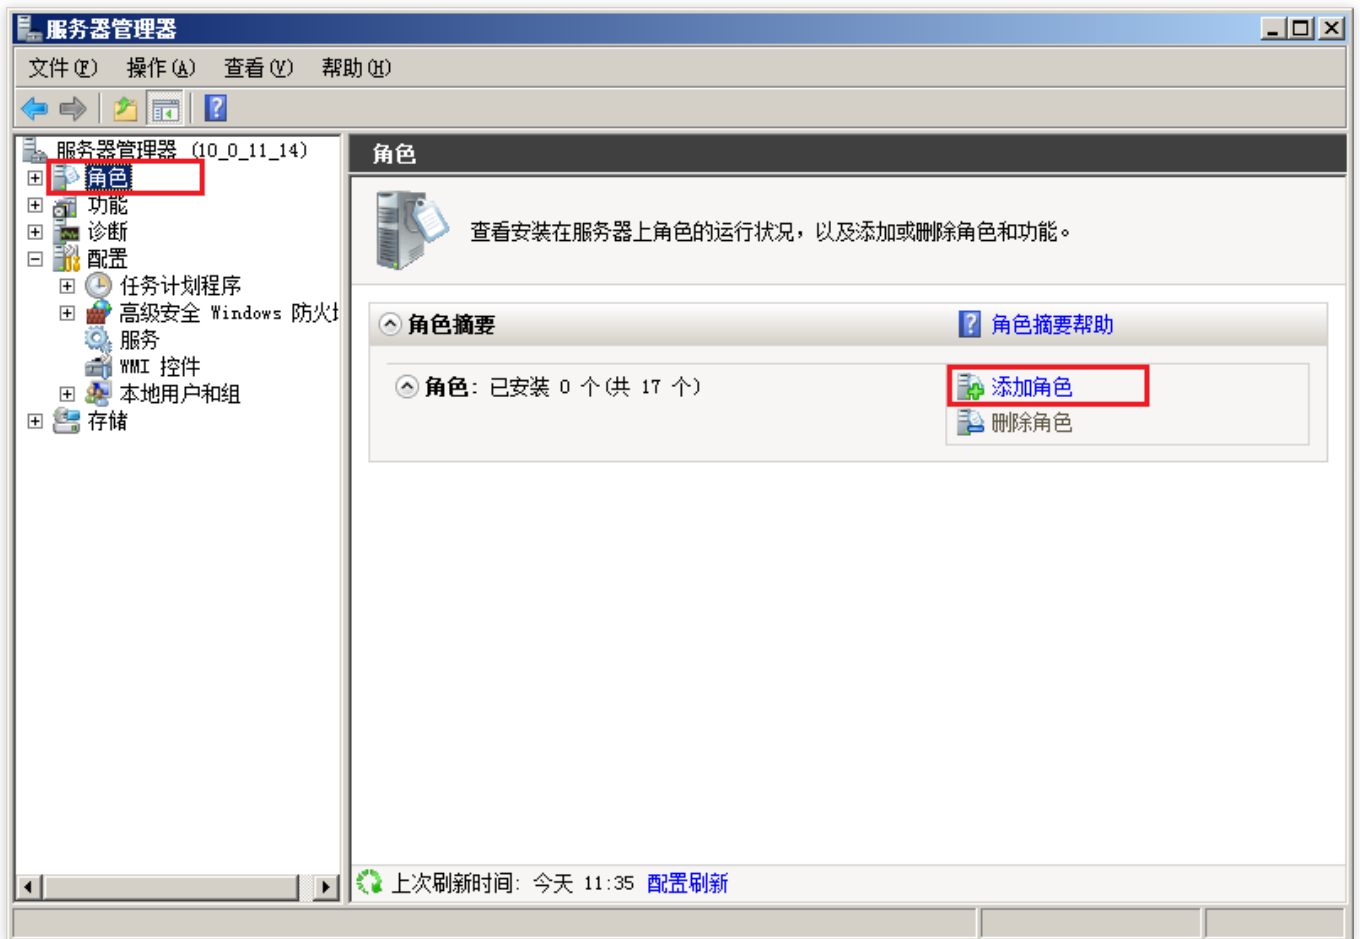 服务器管理器
文件(F) 操作(A) 查看(V) 帮助(H)
服务器管理器 (10_0_11_14)
角色
功能
诊断
配置
任务计划程序
高级安全 Windows 防火
服务
WMI 控件
本地用户和组
存储
角色
查看安装在服务器上角色的运行状况，以及添加或删除角色和功能。
角色摘要
角色摘要帮助
角色: 已安装 0 个(共 17 个)
添加角色
删除角色
上次刷新时间: 今天 11:35 配置刷新